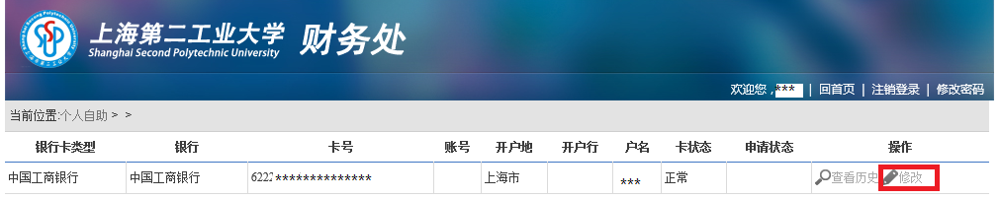 上海第二工业大学 财务处
Shanghai Second Polytechnic University
欢迎您，*** | 回首页 | 注销登录 | 修改密码
当前位置:个人自助 > >
银行卡类型 银行 卡号 账号 开户地 开户行 户名 卡状态 申请状态 操作
中国工商银行 中国工商银行 6222************** 上海市 *** 正常 查看历史 修改